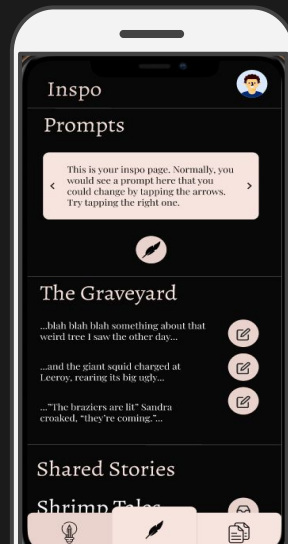 Inspo
Prompts
This is your inspo page. Normally, you
would see a prompt here that you
could change by tapping the arrows.
Try tapping the right one.
The Graveyard
...blah blah blah something about that
weird tree I saw the other day...
...and the giant squid charged at
Leeroy, rearing its big ugly...
..."The braziers are lit" Sandra
croaked, "they're coming."...
Shared Stories
Shrimp Tales